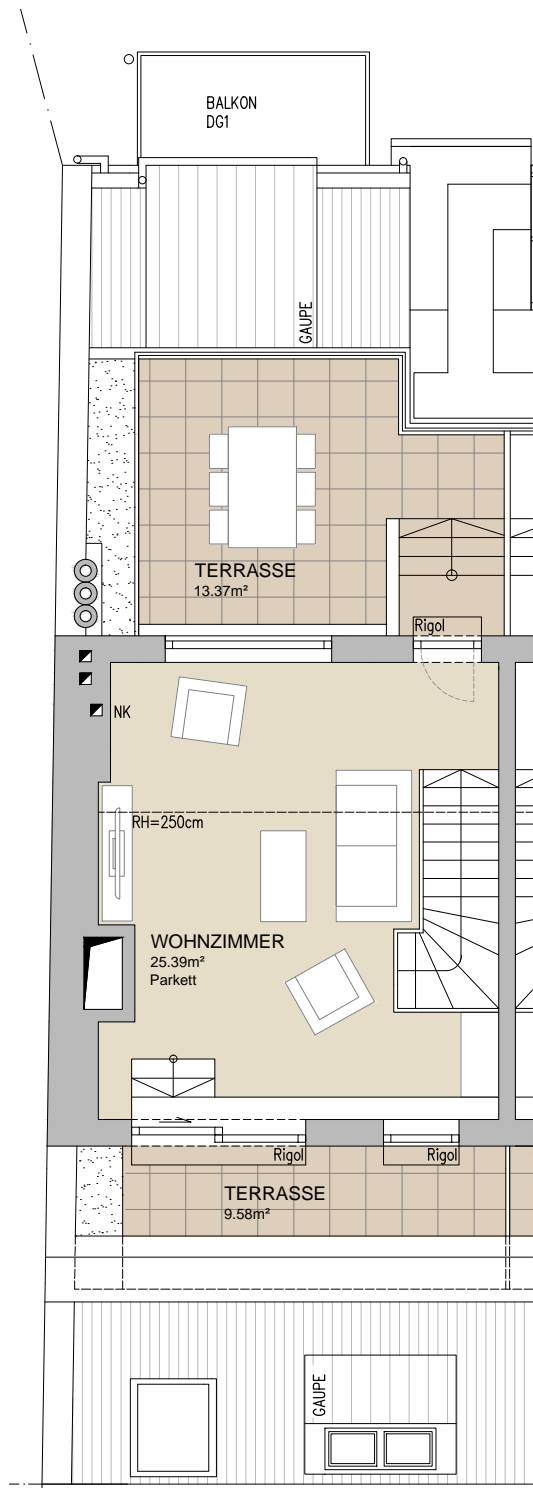 BALKON
DG1
GAUPE
TERRASSE
13.37m²
Rigol
NK
RH=250cm
WOHNZIMMER
25.39m²
Parkett
Rigol
Rigol
TERRASSE
9.58m²
GAUPE